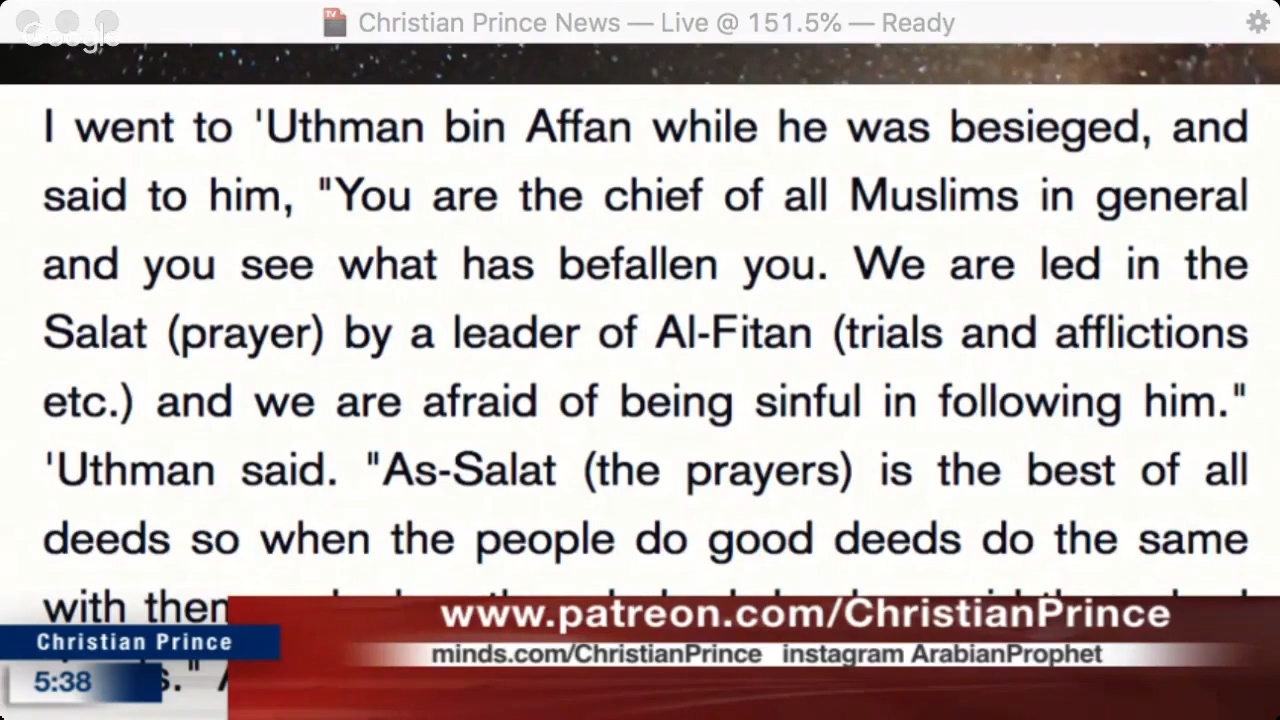 Christian Prince News — Live @ 151.5% — Ready
Google
I went to 'Uthman bin Affan while he was besieged, and
said to him, "You are the chief of all Muslims in general
and you see what has befallen you. We are led in the
Salat (prayer) by a leader of Al-Fitan (trials and afflictions
etc.) and we are afraid of being sinful in following him."
'Uthman said. "As-Salat (the prayers) is the best of all
deeds so when the people do good deeds do the same
with
www.patreon.com/ChristianPrince
Christian Prince
minds.com/ChristianPrince instagram ArabianProphet
5:38